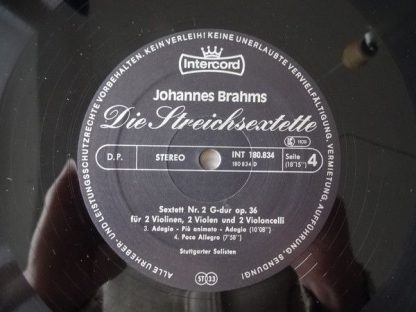 ALLE URHEBER- UND LEISTUNGSSCHUTZRECHTE VORBEHALTEN. KEIN VERLEIH! KEINE UNERLAUBTE VERVIELFÄLTIGUNG, VERMIETUNG, AUFFÜHRUNG, SENDUNG!
Intercord
Johannes Brahms
Die Streichsextette
D.P. STEREO INT 180.834 Seite 4
180 834 D (18'15'')
Sextett Nr. 2 G-dur op. 36
für 2 Violinen, 2 Violen und 2 Violoncelli
3. Adagio - Più animato - Adagio (10'08'')
4. Poco Allegro (7'58'')
Stuttgarter Solisten
ST 33